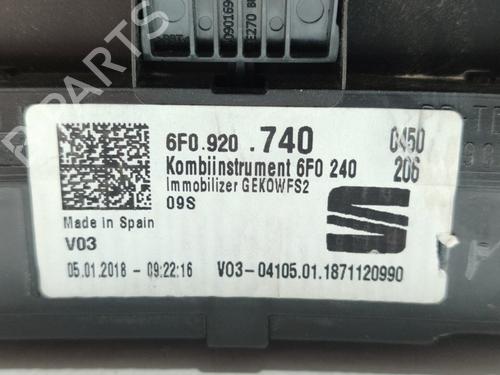 6F0.920 .740 0450
Kombiinstrument 6F0 240 206
Immobilizer GEKOWFS2
09S
Made in Spain
V03
05.01.2018 - 09:22:16 V03-04105.01.1871120990
B-PARTS